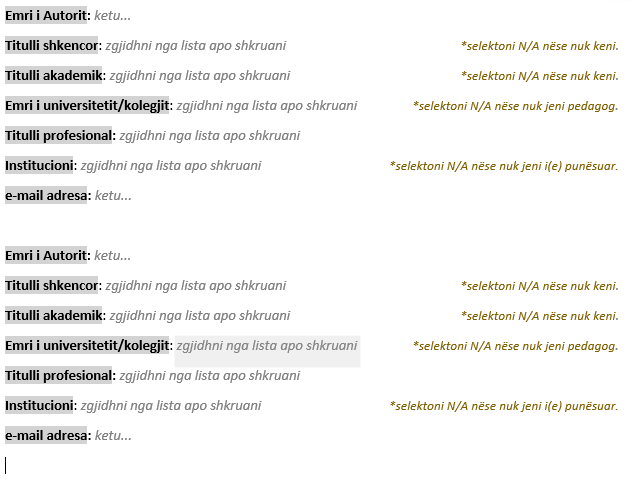 Emri i Autorit: ketu...
Titulli shkencor: zgjidhni nga lista apo shkruani *selektoni N/A nëse nuk keni.
Titulli akademik: zgjidhni nga lista apo shkruani *selektoni N/A nëse nuk keni.
Emri i universitetit/kolegjit: zgjidhni nga lista apo shkruani *selektoni N/A nëse nuk jeni pedagog.
Titulli profesional: zgjidhni nga lista apo shkruani
Institucioni: zgjidhni nga lista apo shkruani *selektoni N/A nëse nuk jeni i(e) punësuar.
e-mail adresa: ketu...
Emri i Autorit: ketu...
Titulli shkencor: zgjidhni nga lista apo shkruani *selektoni N/A nëse nuk keni.
Titulli akademik: zgjidhni nga lista apo shkruani *selektoni N/A nëse nuk keni.
Emri i universitetit/kolegjit: zgjidhni nga lista apo shkruani *selektoni N/A nëse nuk jeni pedagog.
Titulli profesional: zgjidhni nga lista apo shkruani
Institucioni: zgjidhni nga lista apo shkruani *selektoni N/A nëse nuk jeni i(e) punësuar.
e-mail adresa: ketu...